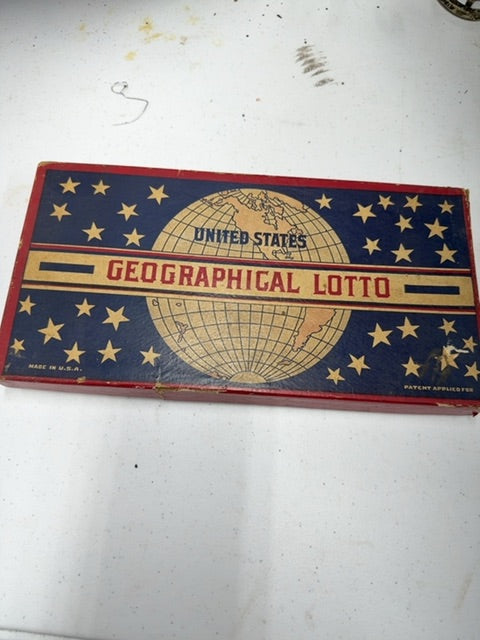 UNITED STATES
GEOGRAPHICAL LOTTO
MADE IN U.S.A.
PATENT APPLIED FOR